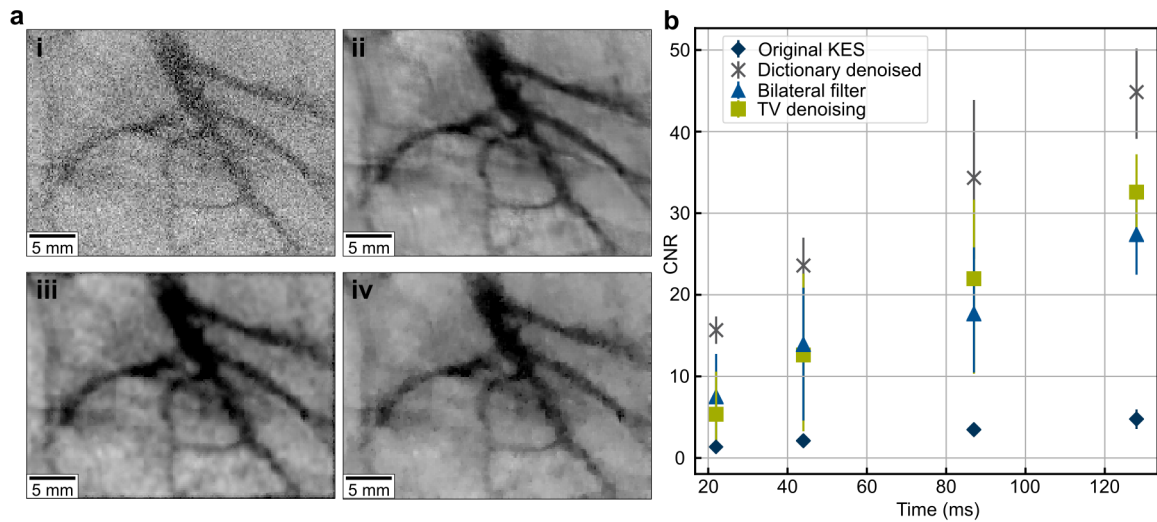 a
i
ii
5 mm
5 mm
iii
iv
5 mm
5 mm
b
Original KES
Dictionary denoised
Bilateral filter
TV denoising
50
40
30
20
10
0
CNR
20
40
60
80
100
120
Time (ms)